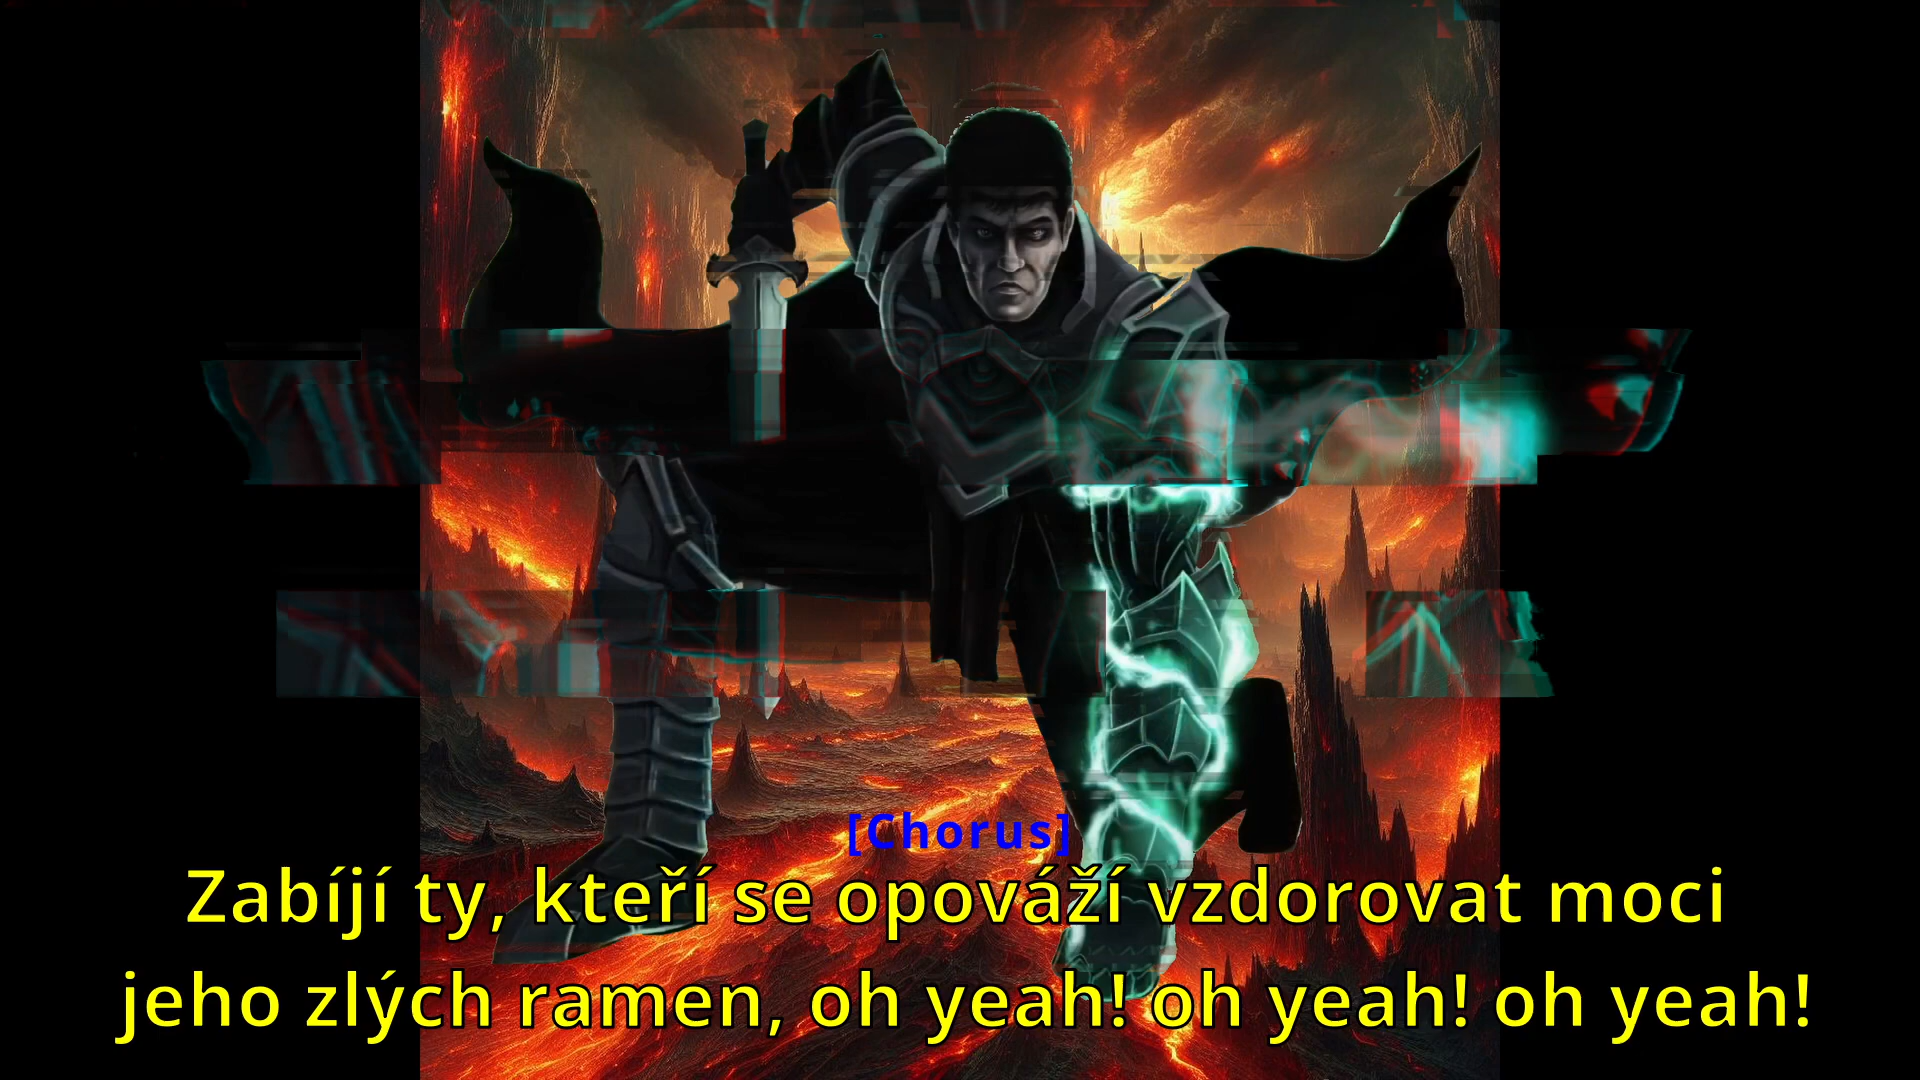 [Chorus]
Zabíjí ty, kteří se opováží vzdorovat moci
jeho zlých ramen, oh yeah! oh yeah! oh yeah!